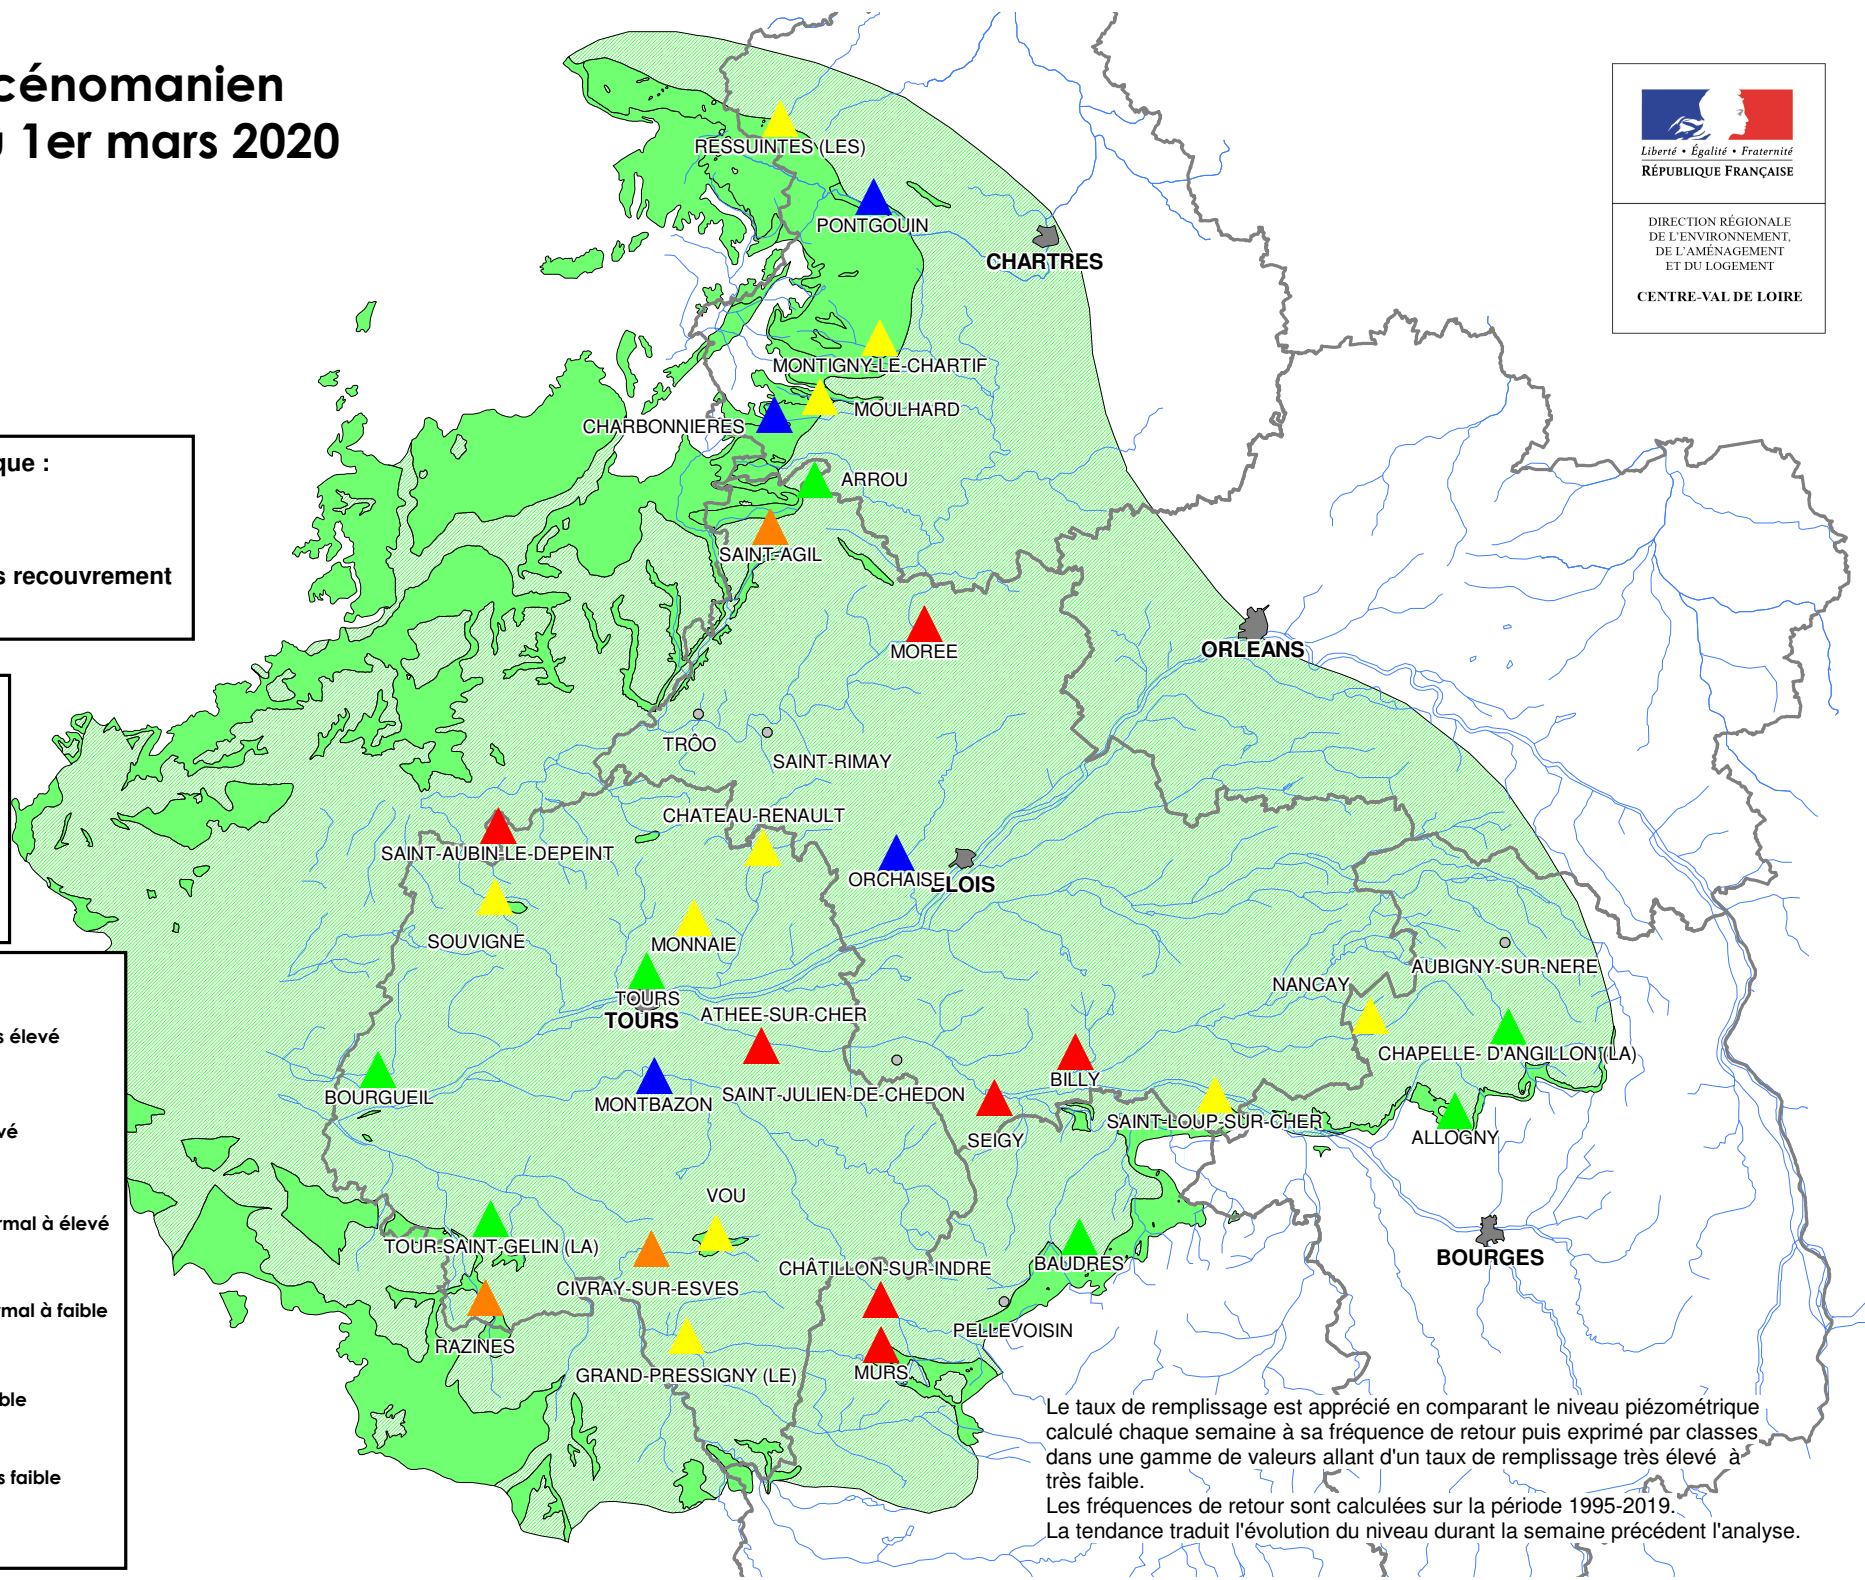 cénomanien
1er mars 2020
Liberté • Égalité • Fraternité
RÉPUBLIQUE FRANÇAISE
DIRECTION RÉGIONALE
DE L'ENVIRONNEMENT,
DE L'AMÉNAGEMENT
ET DU LOGEMENT
CENTRE-VAL DE LOIRE
RESSUINTES (LES)
PONTGOUIN
CHARTRES
MONTIGNY-LE-CHARTIF
MOULHARD
CHARBONNIERES
ARROU
SAINT-AGIL
MOREE
ORLEANS
TRÔO
SAINT-RIMAY
CHATEAU-RENAULT
SAINT-AUBIN-LE-DEPEINT
ORCHAISE
BLOIS
SOUVIGNE
MONNAIE
AUBIGNY-SUR-NERE
NANCAY
TOURS
TOURS
ATHEE-SUR-CHER
CHAPELLE- D'ANGILLON (LA)
BILLY
BOURGUEIL
MONTBAZON
SAINT-JULIEN-DE-CHEDON
SAINT-LOUP-SUR-CHER
SEIGY
ALLOGNY
VOU
TOUR-SAINT-GELIN (LA)
BOURGES
BAUDRES
CHÂTILLON-SUR-INDRE
CIVRAY-SUR-ESVES
PELLEVOISIN
RAZINES
GRAND-PRESSIGNY (LE)
MURS
que :
s recouvrement
s élevé
vé
rmal à élevé
rmal à faible
ble
s faible
Le taux de remplissage est apprécié en comparant le niveau piézométrique
calculé chaque semaine à sa fréquence de retour puis exprimé par classes
dans une gamme de valeurs allant d'un taux de remplissage très élevé à
très faible.
Les fréquences de retour sont calculées sur la période 1995-2019.
La tendance traduit l'évolution du niveau durant la semaine précédent l'analyse.